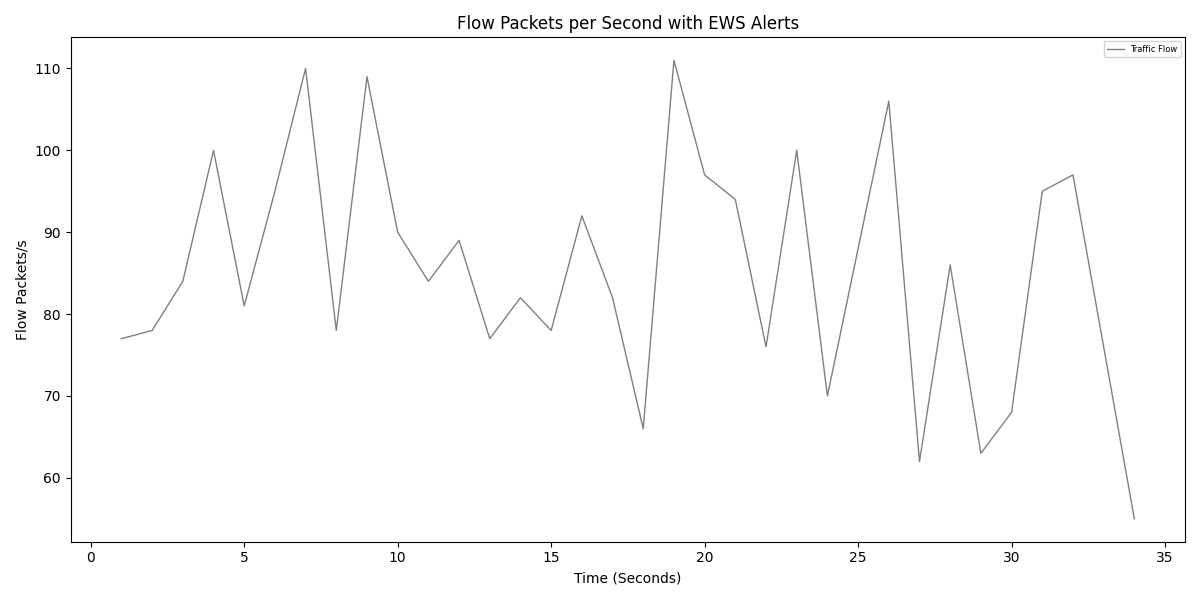 Flow Packets per Second with EWS Alerts
Traffic Flow
110
100
90
80
70
60
Flow Packets/s
0 5 10 15 20 25 30 35
Time (Seconds)